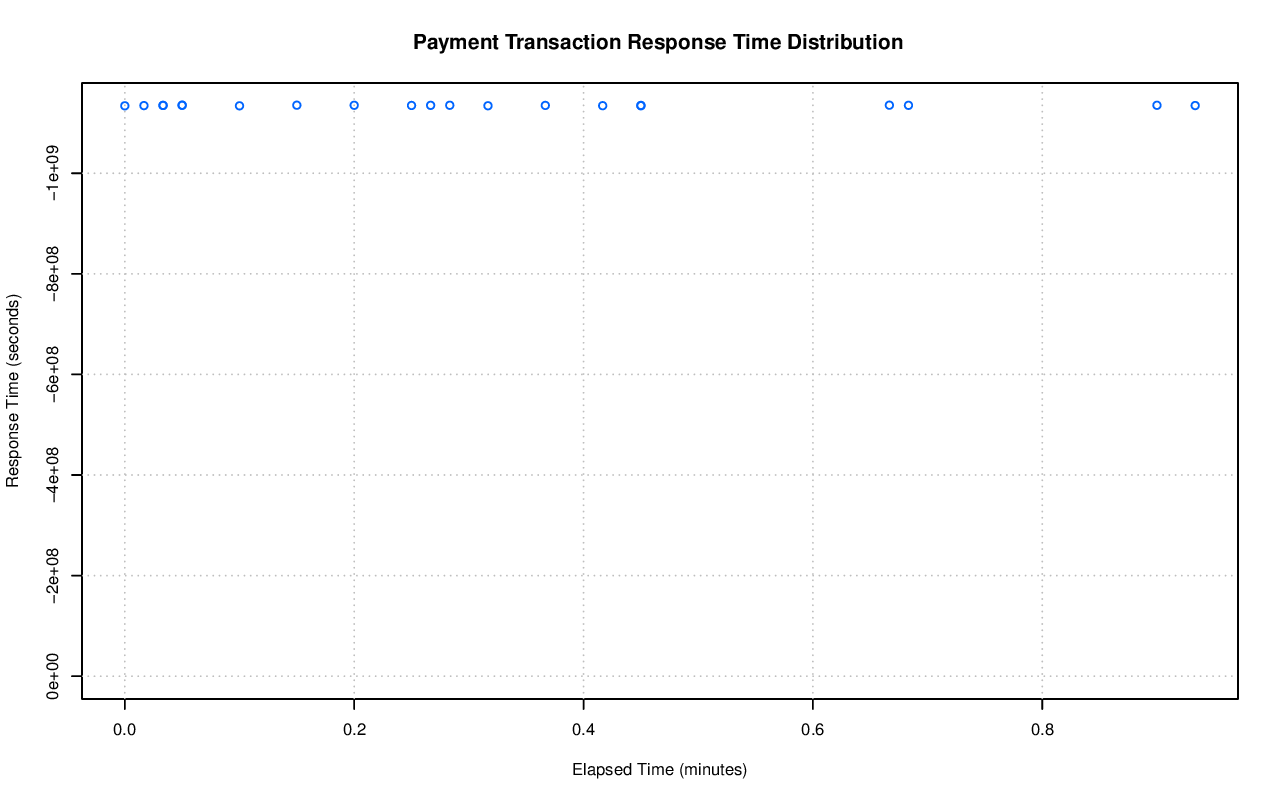 Payment Transaction Response Time Distribution
Response Time (seconds)
−1e+09
−8e+08
−6e+08
−4e+08
−2e+08
0e+00
0.0 0.2 0.4 0.6 0.8
Elapsed Time (minutes)